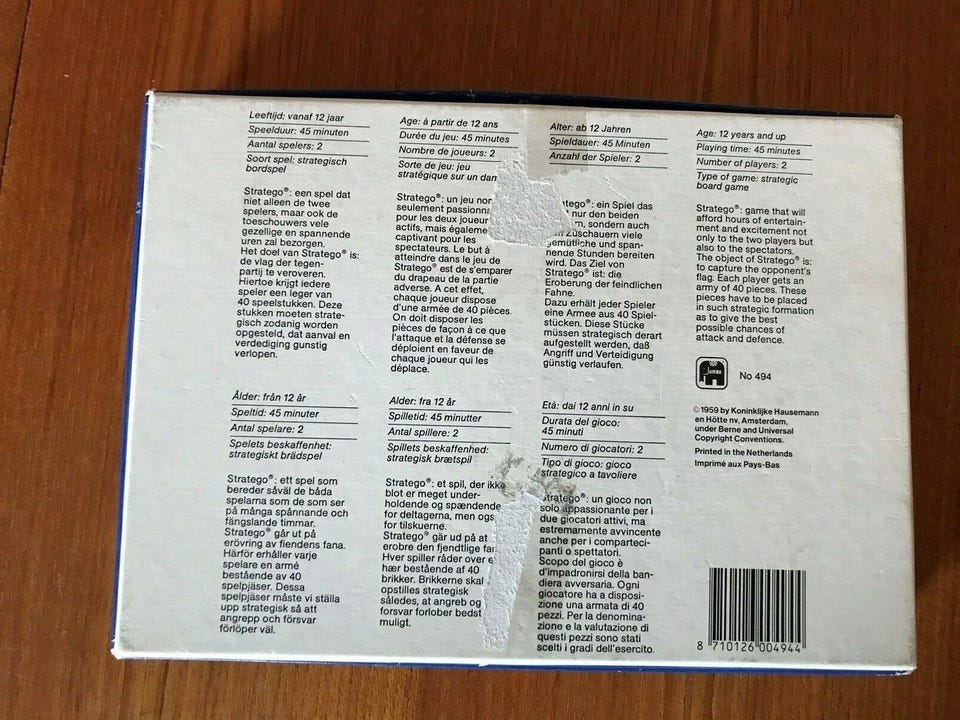 Leeftijd: vanaf 12 jaar
Speelduur: 45 minuten
Aantal spelers: 2
Soort spel: strategisch
bordspel
Stratego®: een spel dat
niet alleen de twee
spelers, maar ook de
toeschouwers vele
gezellige en spannende
uren zal bezorgen.
Het doel van Stratego® is:
de vlag der tegen-
partij te veroveren.
Hiertoe krijgt iedere
speler een leger van
40 speelstukken. Deze
stukken moeten strate-
gisch zodanig worden
opgesteld, dat aanval en
verdediging gunstig
verlopen.
Age: à partir de 12 ans
Durée du jeu: 45 minutes
Nombre de joueurs: 2
Sorte de jeu: jeu
stratégique sur un
Stratego®: un jeu
seulement
pour les deux
actifs, mais
captivant pour les
spectateurs. Le but à
atteindre dans le jeu de
Stratego® est de s'emparer
du drapeau de la partie
adverse. A cet effet,
chaque joueur dispose
d'une armée de 40 pièces.
On doit disposer les
pièces de façon à ce que
l'attaque et la défense se
déploient en faveur de
chaque joueur qui les
déplace.
Alter: ab 12 Jahren
Spieldauer: 45 Minuten
Anzahl der Spieler: 2
ein Spiel das
nur den beiden
sondern auch
Zuschauern viele
gemütliche und span-
nende Stunden bereiten
wird. Das Ziel von
Stratego® ist: die
Eroberung der feindlichen
Fahne.
Dazu erhält jeder Spieler
eine Armee aus 40 Spiel-
stücken. Diese Stücke
müssen strategisch derart
aufgestellt werden, daß
Angriff und Verteidigung
günstig verlaufen.
Age: 12 years and up
Playing time: 45 minutes
Number of players: 2
Type of game: strategic
board game
Stratego®: game that will
afford hours of entertain-
ment and excitement not
only to the two players but
also to the spectators.
The object of Stratego® is:
to capture the opponent's
flag. Each player gets an
army of 40 pieces. These
pieces have to be placed
in such strategic formation
as to give the best
possible chances of
attack and defence.
Jumbo
No 494
© 1959 by Koninklijke Hausemann
en Hötte nv, Amsterdam,
under Berne and Universal
Copyright Conventions.
Printed in the Netherlands
Imprimé aux Pays-Bas
Ålder: från 12 år
Speltid: 45 minuter
Antal spelare: 2
Spelets beskaffenhet:
strategiskt brädspel
Stratego®: ett spel som
bereder såväl de båda
spelarna som de som ser
på många spånnande och
fängslande timmar.
Stratego® går ut på
erövring av fiendens fana.
Härför erhåller varje
spelare en armé
bestående av 40
spelpjäser. Dessa
spelpjäser måste vi ställa
upp strategisk så att
angrepp och försvar
förlöper väl.
Alder: fra 12 år
Spilletid: 45 minutter
Antal spillere: 2
Spillets beskaffenhed:
strategisk brætspil
Stratego®: et spil, der ikke
blot er meget under-
holdende og spændende
for deltagerna, men
for tilskuerne.
Stratego® går ud på at
erobre den fjendtlige
Hver spiller råder over
hær bestående af 40
brikker. Brikkerne skal
opstilles strategisk
således, at angreb og
forsvar forlober bedst
muligt.
Età: dai 12 anni in su
Durata del gioco:
45 minuti
Numero di giocatori: 2
Tipo di gioco: gioco
strategico a tavoliere
Stratego®: un gioco non
solo appassionante per i
due giocatori attivi, ma
estremamente avvincente
anche per i comparteci-
panti o spettatori.
Scopo del gioco è
d'impadronirsi della ban-
diera avversaria. Ogni
giocatore ha a disposi-
zione una armata di 40
pezzi. Per la denomina-
zione e la valutazione di
questi pezzi sono stati
scelti i gradi dell'esercito.
8 710126 004944